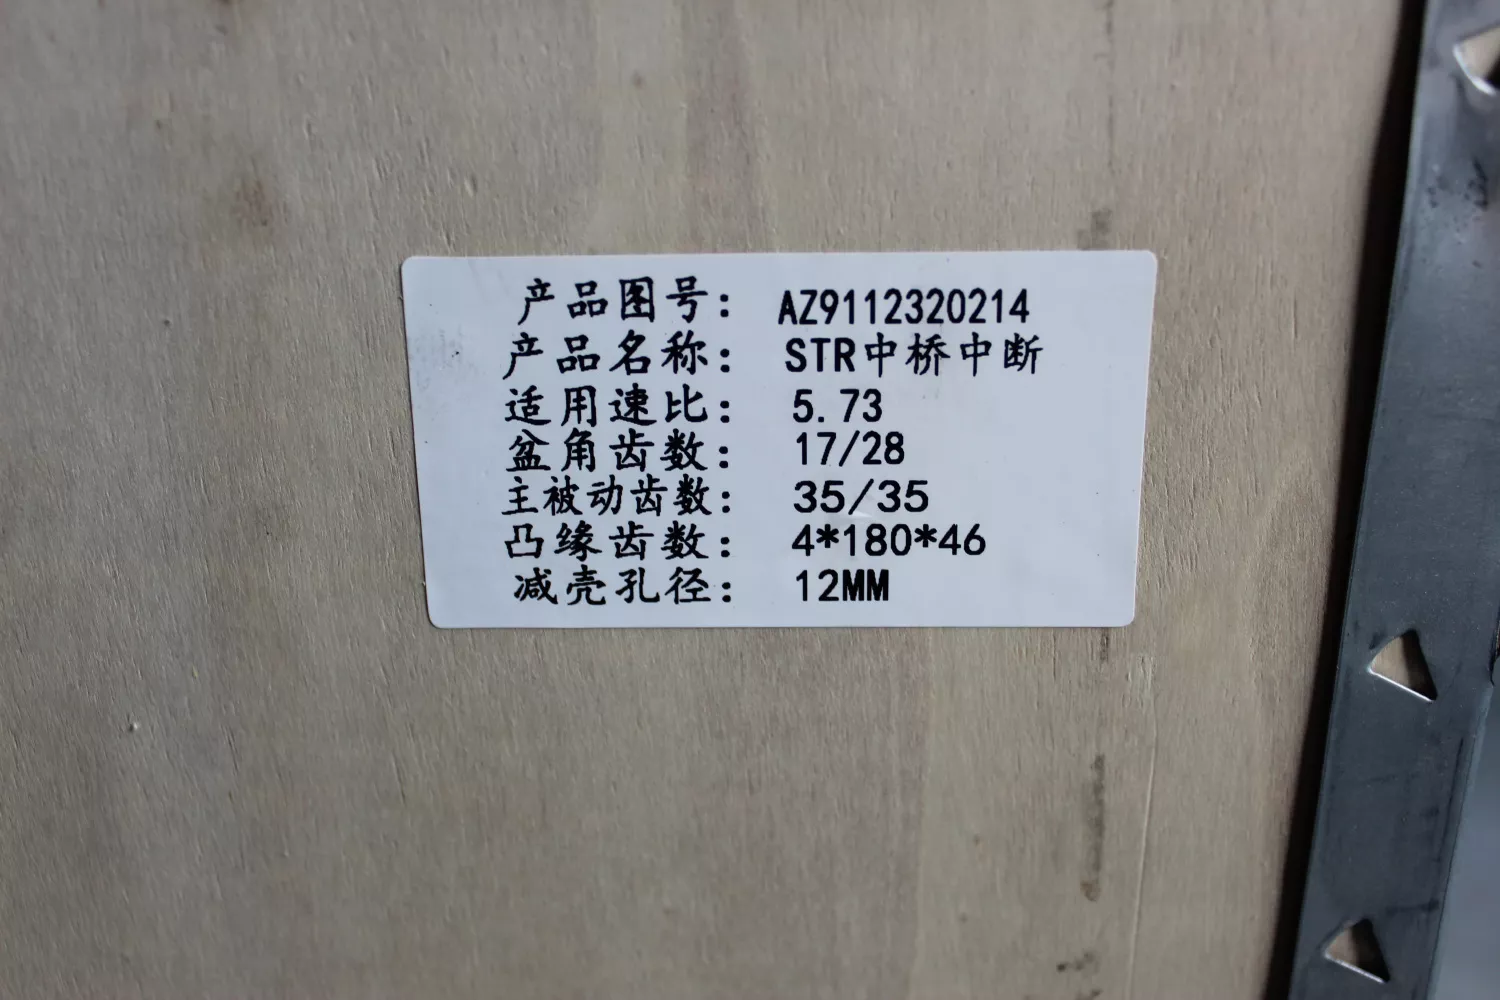 产品图号： AZ9112320214
产品名称： STR中桥中断
适用速比： 5.73
盆角齿数： 17/28
主被动齿数： 35/35
凸缘齿数： 4*180*46
减壳孔径： 12MM